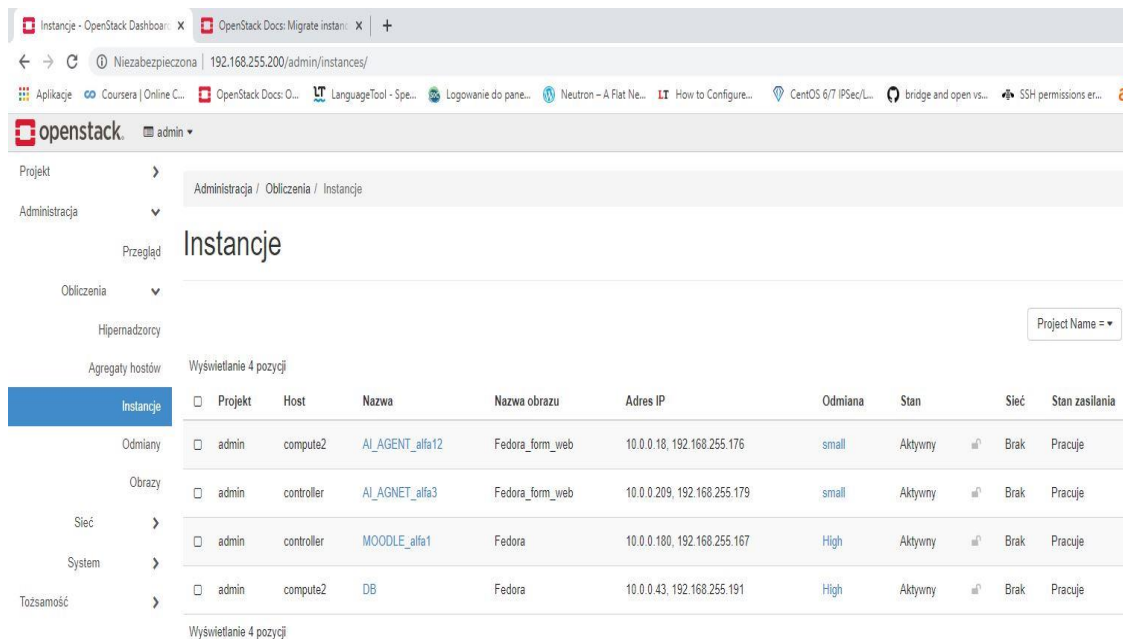 Instancje - OpenStack Dashboar X OpenStack Docs: Migrate instanc X +
Niezabezpieczona | 192.168.255.200/admin/instances/
Aplikacje Coursera | Online C... OpenStack Docs: O... LT LanguageTool - Spe... Logowanie do pane... Neutron – A Flat Ne... LT How to Configure... CentOS 6/7 IPSec/L... bridge and open vs... SSH permissions er...
openstack. admin
Projekt
Administracja / Obliczenia / Instancje
Administracja
Przegląd
Instancje
Obliczenia
Hipernadzorcy
Project Name =
Agregaty hostów
Wyświetlanie 4 pozycji
Instancje
Projekt Host Nazwa Nazwa obrazu Adres IP Odmiana Stan Sieć Stan zasilania
Odmiany
admin compute2 AI_AGENT_alfa12 Fedora_form_web 10.0.0.18, 192.168.255.176 small Aktywny Brak Pracuje
Obrazy
admin controller AI_AGNET_alfa3 Fedora_form_web 10.0.0.209, 192.168.255.179 small Aktywny Brak Pracuje
Sieć
admin controller MOODLE_alfa1 Fedora 10.0.0.180, 192.168.255.167 High Aktywny Brak Pracuje
System
admin compute2 DB Fedora 10.0.0.43, 192.168.255.191 High Aktywny Brak Pracuje
Tożsamość
Wyświetlanie 4 pozycji